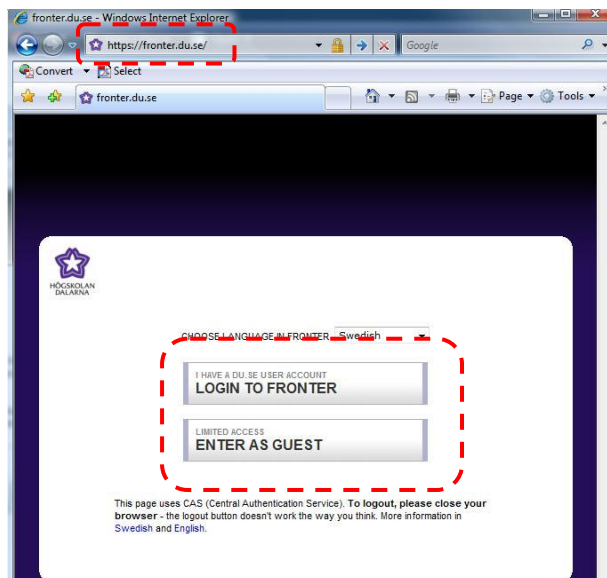 fronter.du.se - Windows Internet Explorer
https://fronter.du.se/
Google
Convert Select
fronter.du.se Page Tools
HÖGSKOLAN
DALARNA
CHOOSE LANGUAGE IN FRONTER Swedish
I HAVE A DU.SE USER ACCOUNT
LOGIN TO FRONTER
LIMITED ACCESS
ENTER AS GUEST
This page uses CAS (Central Authentication Service). To logout, please close your
browser - the logout button doesn't work the way you think. More information in
Swedish and English.